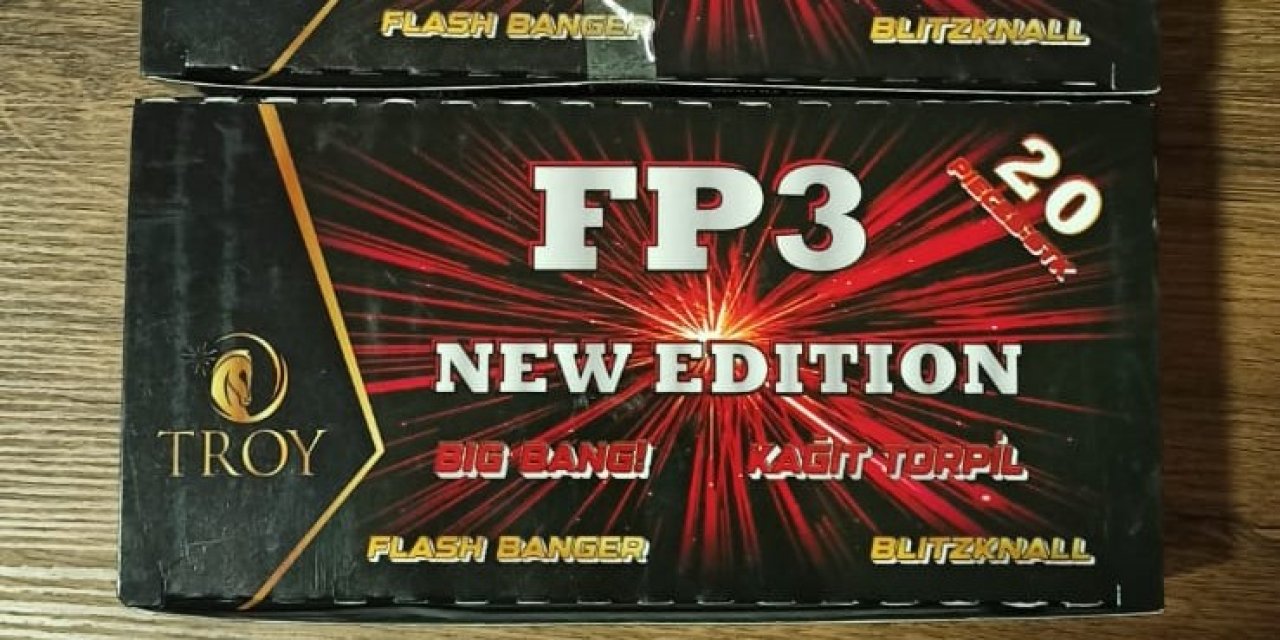 FLASH BANGER BLITZKNALL
20
FP3
NEW EDITION
TROY
BIG BANG! KAĞIT TORPİL
FLASH BANGER BLITZKNALL